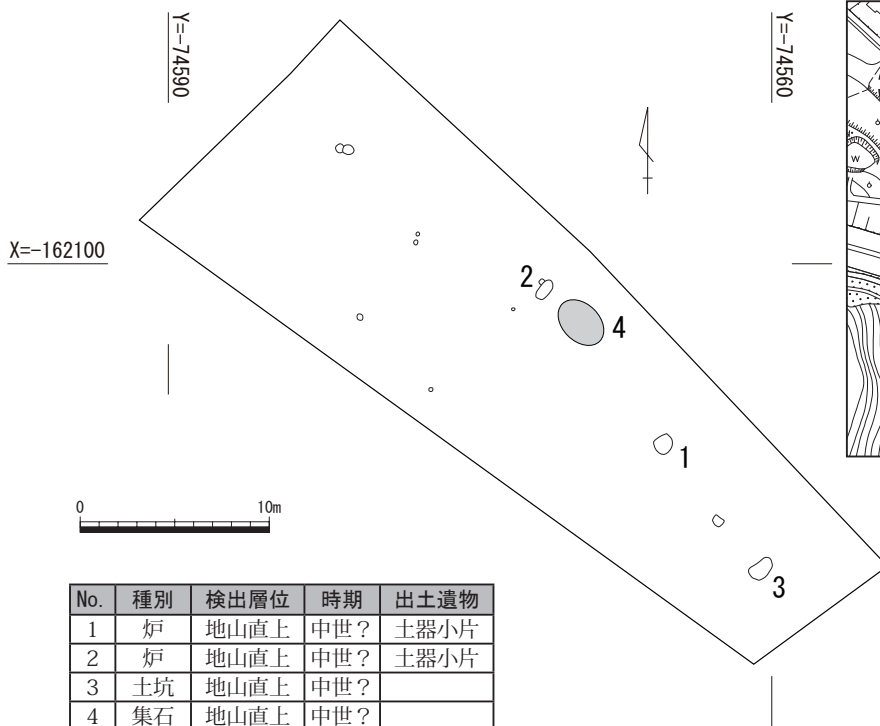 Y=-74590
Y=-74560
W
X=-162100
2
4
1
3
0 10m
No. 種別 検出層位 時期 出土遺物
1 炉 地山直上 中世？ 土器小片
2 炉 地山直上 中世？ 土器小片
3 土坑 地山直上 中世？
4 集石 地山直上 中世？